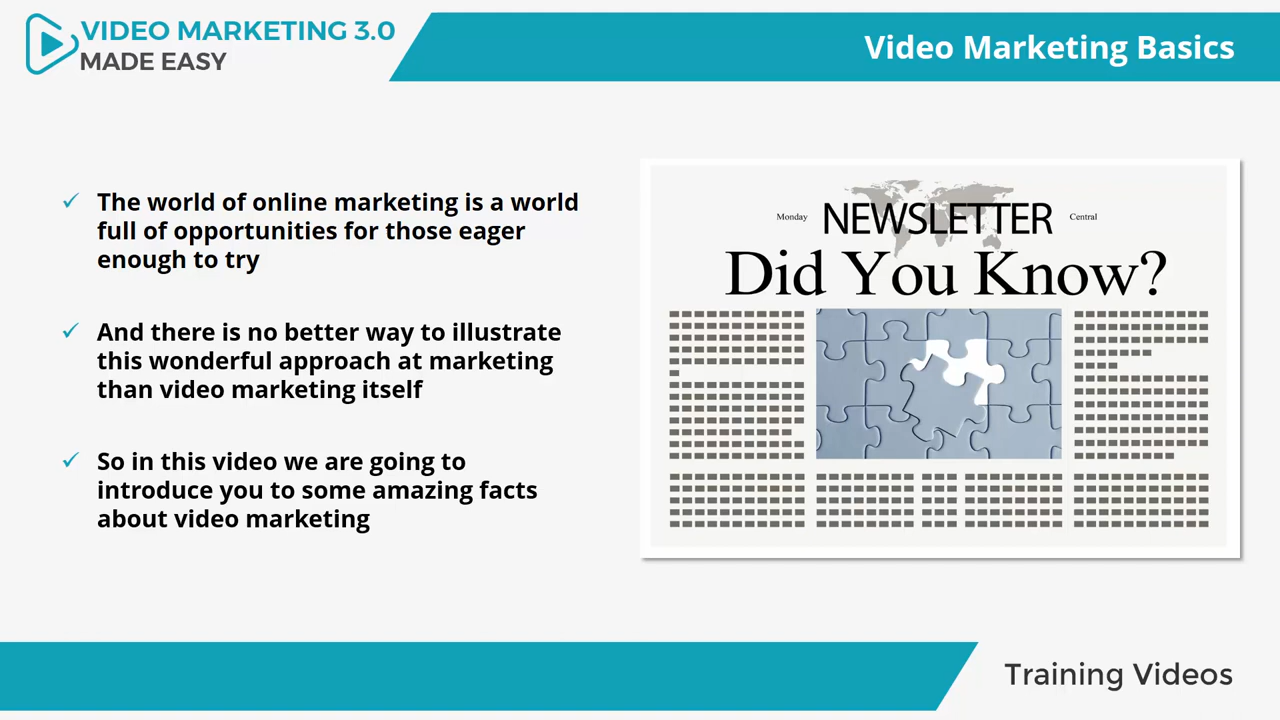 VIDEO MARKETING 3.0
MADE EASY
Video Marketing Basics
The world of online marketing is a world
full of opportunities for those eager
enough to try
And there is no better way to illustrate
this wonderful approach at marketing
than video marketing itself
So in this video we are going to
introduce you to some amazing facts
about video marketing
Monday NEWSLETTER Central
Did You Know?
Training Videos